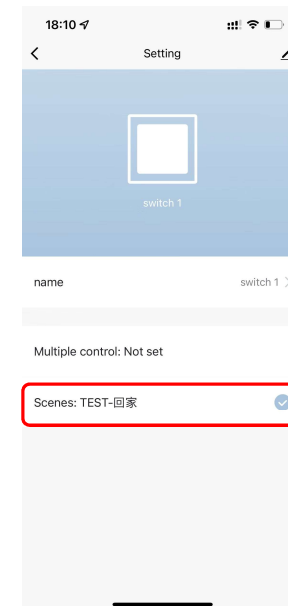 18:10
Setting
switch 1
name
switch 1
Multiple control: Not set
Scenes: TEST-回家